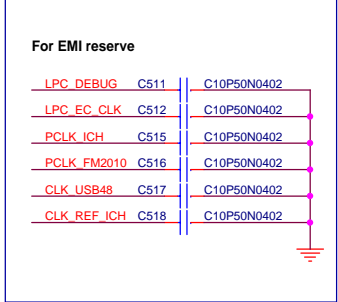 For EMI reserve
LPC_DEBUG C511 C10P50N0402
LPC_EC_CLK C512 C10P50N0402
PCLK_ICH C515 C10P50N0402
PCLK_FM2010 C516 C10P50N0402
CLK_USB48 C517 C10P50N0402
CLK_REF_ICH C518 C10P50N0402